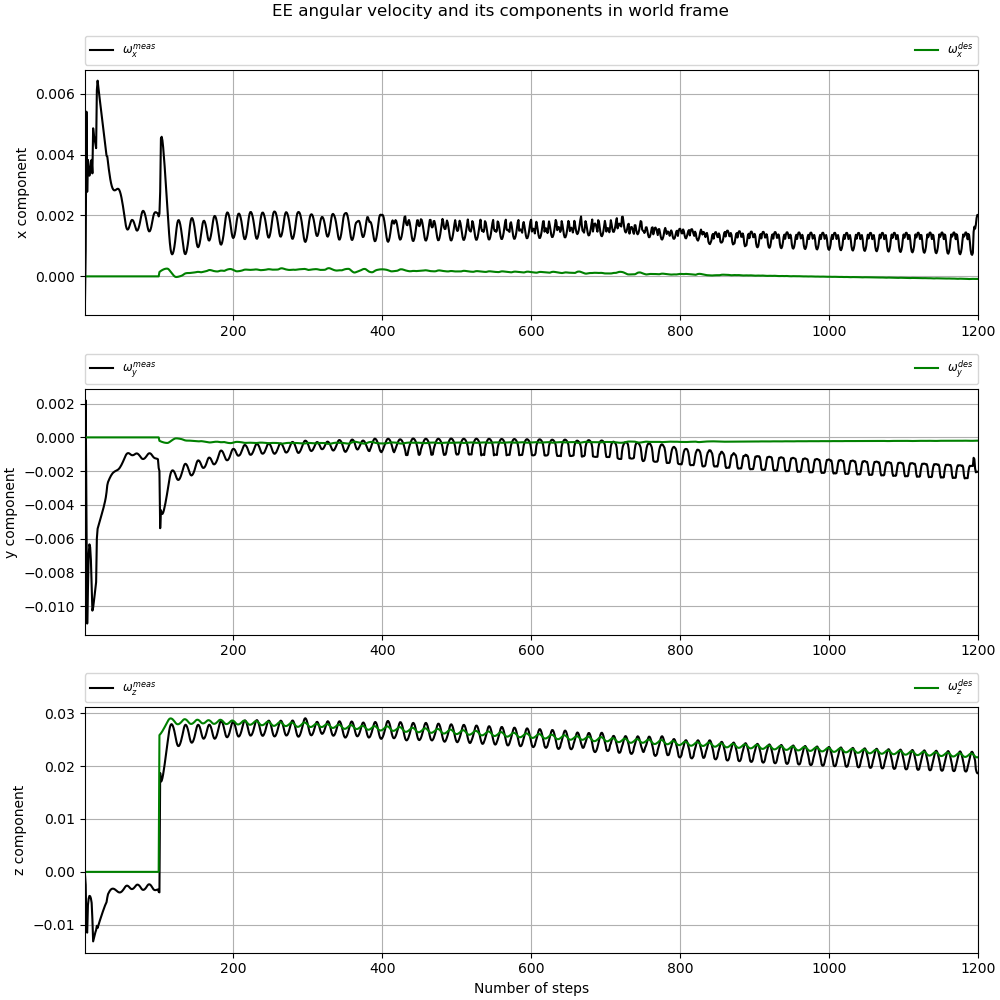 EE angular velocity and its components in world frame
ω_x^meas ω_x^des
x component
0.006
0.004
0.002
0.000
200 400 600 800 1000 1200
ω_y^meas ω_y^des
y component
0.002
0.000
−0.002
−0.004
−0.006
−0.008
−0.010
200 400 600 800 1000 1200
ω_z^meas ω_z^des
z component
0.03
0.02
0.01
0.00
−0.01
200 400 600 800 1000 1200
Number of steps